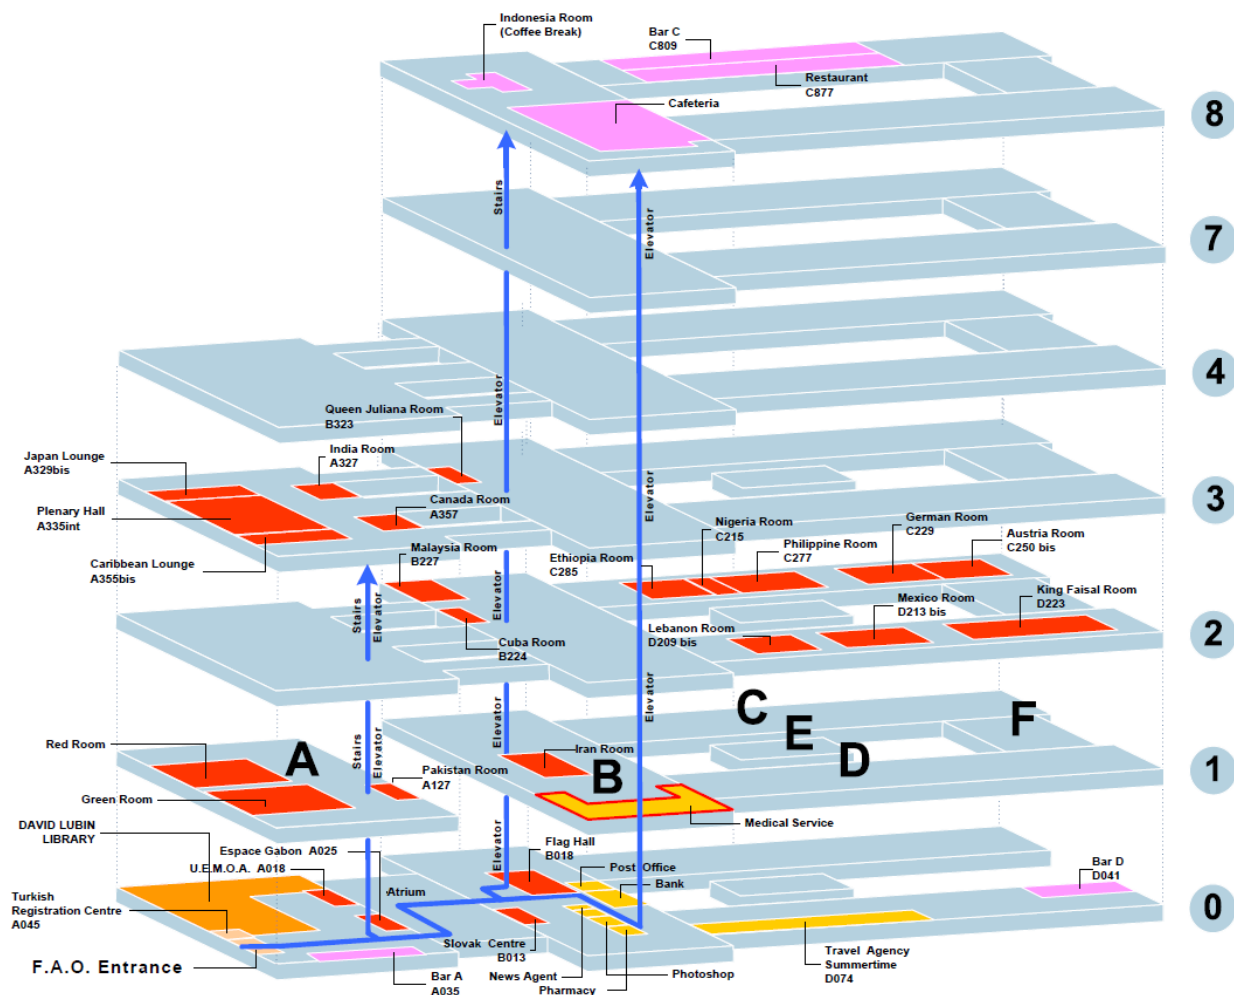 Indonesia Room
(Coffee Break)
Bar C
C809
Restaurant
C877
Cafeteria
8
Stairs
Elevator
7
4
Elevator
Queen Juliana Room
B323
Japan Lounge
A329bis
India Room
A327
Plenary Hall
A335int
Canada Room
A357
Caribbean Lounge
A355bis
3
Elevator
Malaysia Room
B227
Ethiopia Room
C285
Nigeria Room
C215
Philippine Room
C277
German Room
C229
Austria Room
C250 bis
Stairs
Elevator
Cuba Room
B224
Lebanon Room
D209 bis
Mexico Room
D213 bis
King Faisal Room
D223
2
Elevator
Elevator
C
E
D
F
Red Room
A
Stairs
Elevator
Pakistan Room
A127
Iran Room
B
Green Room
Medical Service
1
DAVID LUBIN
LIBRARY
Espace Gabon A025
U.E.M.O.A. A018
Atrium
Elevator
Flag Hall
B018
Post Office
Bank
Bar D
D041
Turkish
Registration Centre
A045
0
F.A.O. Entrance
Bar A
A035
Slovak Centre
B013
News Agent
Pharmacy
Photoshop
Travel Agency
Summertime
D074